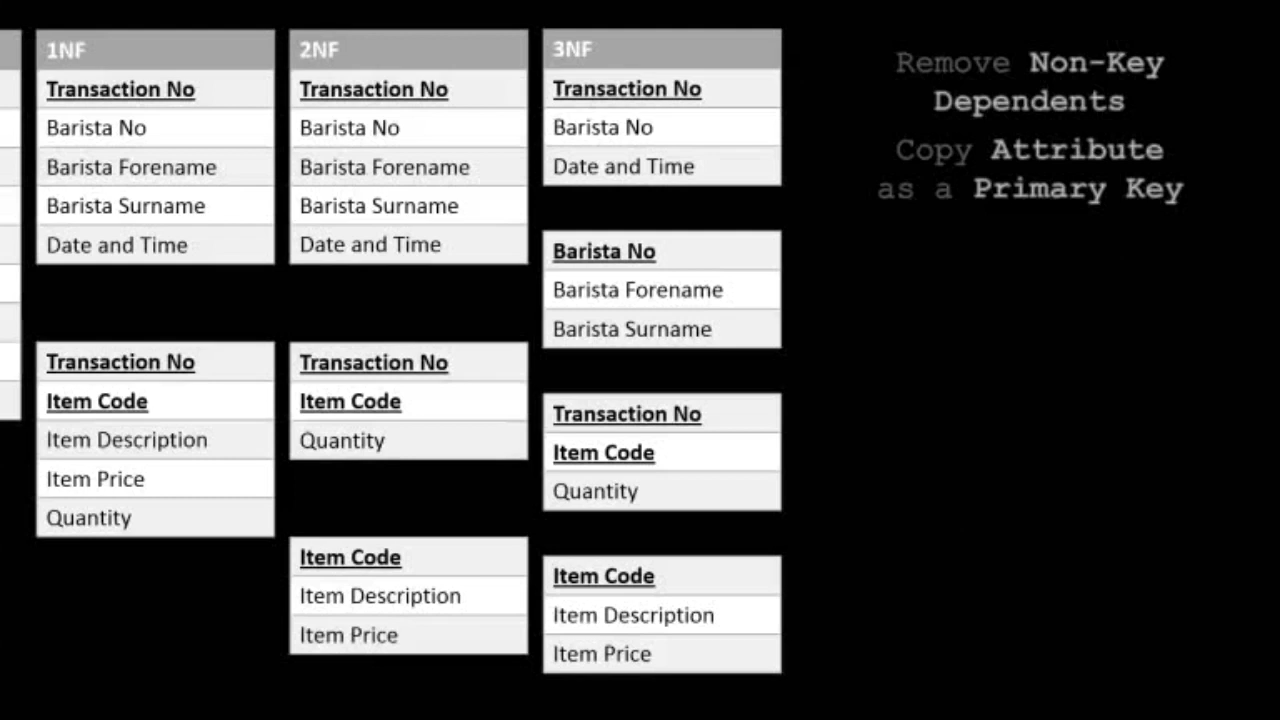 1NF
Transaction No
Barista No
Barista Forename
Barista Surname
Date and Time
Transaction No
Item Code
Item Description
Item Price
Quantity
2NF
Transaction No
Barista No
Barista Forename
Barista Surname
Date and Time
Transaction No
Item Code
Quantity
Item Code
Item Description
Item Price
3NF
Transaction No
Barista No
Date and Time
Barista No
Barista Forename
Barista Surname
Transaction No
Item Code
Quantity
Item Code
Item Description
Item Price
Remove Non-Key
Dependents
Copy Attribute
as a Primary Key